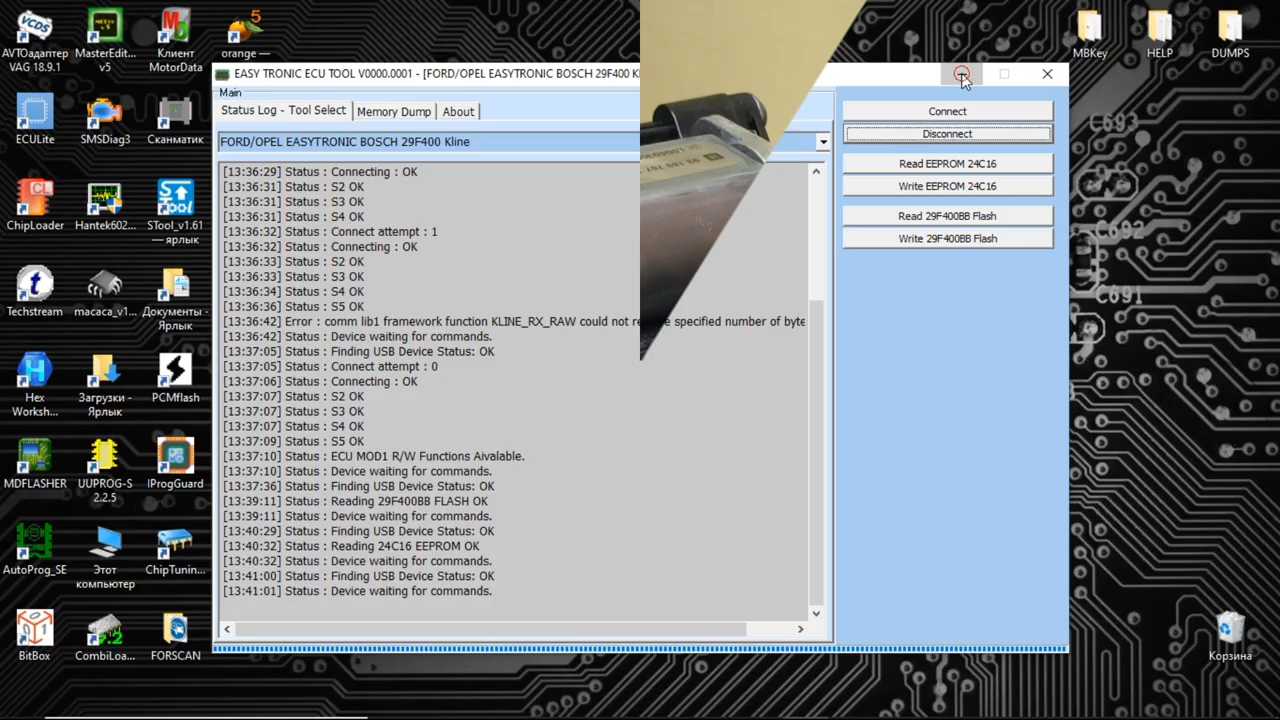 AVTOадаптер VAG 18.9.1
MasterEdit... v5
Клиент MotorData
5
orange —
MBKey
HELP
DUMPS
ECULite
SMSDiag3
Сканматик
CL
ChipLoader
Hantek602...
STool
STool_v1.61 — ярлык
Techstream
macaca_v1...
Документы - Ярлык
Hex Worksh...
Загрузки - Ярлык
PCMflash
MDFLASHER
UUPROG-S 2.2.5
IProgGuard
AutoProg_SE
Этот компьютер
ChipTunin...
BitBox
CombiLoa...
FORSCAN
Корзина
C693
C692
C691
EASY TRONIC ECU TOOL V0000.0001 - [FORD/OPEL EASYTRONIC BOSCH 29F400 Kl
Main
Status Log - Tool Select
Memory Dump
About
FORD/OPEL EASYTRONIC BOSCH 29F400 Kline
[13:36:29] Status : Connecting : OK
[13:36:31] Status : S2 OK
[13:36:31] Status : S3 OK
[13:36:31] Status : S4 OK
[13:36:32] Status : Connect attempt : 1
[13:36:32] Status : Connecting : OK
[13:36:33] Status : S2 OK
[13:36:33] Status : S3 OK
[13:36:34] Status : S4 OK
[13:36:36] Status : S5 OK
[13:36:42] Error : comm lib1 framework function KLINE_RX_RAW could not re e specified number of byte
[13:36:42] Status : Device waiting for commands.
[13:37:05] Status : Finding USB Device Status: OK
[13:37:05] Status : Connect attempt : 0
[13:37:06] Status : Connecting : OK
[13:37:07] Status : S2 OK
[13:37:07] Status : S3 OK
[13:37:07] Status : S4 OK
[13:37:09] Status : S5 OK
[13:37:10] Status : ECU MOD1 R/W Functions Aivalable.
[13:37:10] Status : Device waiting for commands.
[13:37:36] Status : Finding USB Device Status: OK
[13:39:11] Status : Reading 29F400BB FLASH OK
[13:39:11] Status : Device waiting for commands.
[13:40:29] Status : Finding USB Device Status: OK
[13:40:32] Status : Reading 24C16 EEPROM OK
[13:40:32] Status : Device waiting for commands.
[13:41:00] Status : Finding USB Device Status: OK
[13:41:01] Status : Device waiting for commands.
Connect
Disconnect
Read EEPROM 24C16
Write EEPROM 24C16
Read 29F400BB Flash
Write 29F400BB Flash